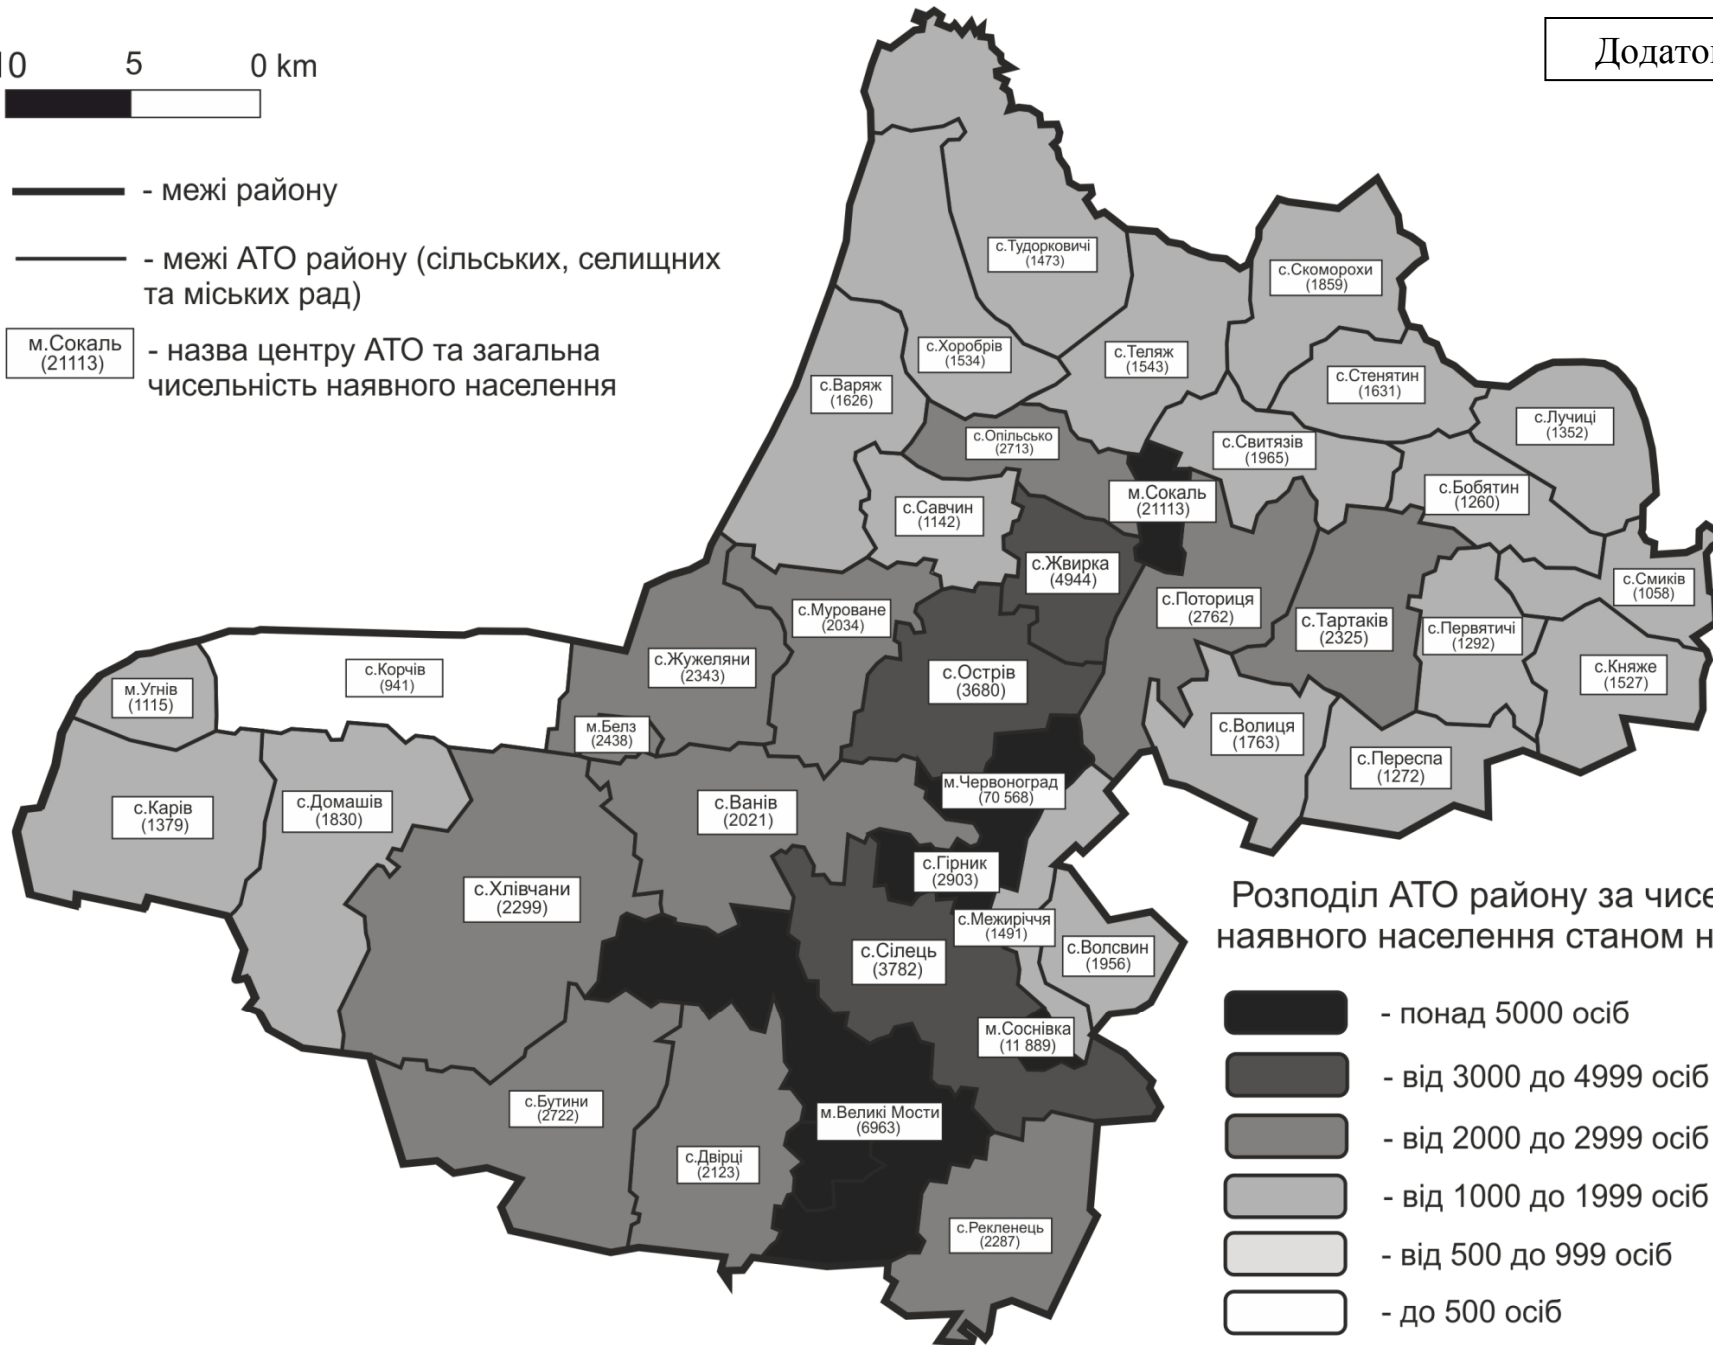 10 5 0 km
Додаток
- межі району
- межі АТО району (сільських, селищних
та міських рад)
м.Сокаль
(21113)
- назва центру АТО та загальна
чисельність наявного населення
с.Тудорковичі
(1473)
с.Скоморохи
(1859)
с.Хоробрів
(1534)
с.Теляж
(1543)
с.Варяж
(1626)
с.Стенятин
(1631)
с.Лучиці
(1352)
с.Опільсько
(2713)
с.Свитязів
(1965)
с.Бобятин
(1260)
м.Сокаль
(21113)
с.Савчин
(1142)
с.Жвирка
(4944)
с.Смиків
(1058)
с.Муроване
(2034)
с.Поториця
(2762)
с.Тартаків
(2325)
с.Первятичі
(1292)
с.Жужеляни
(2343)
с.Острів
(3680)
с.Княже
(1527)
с.Корчів
(941)
м.Угнів
(1115)
м.Белз
(2438)
с.Волиця
(1763)
с.Переспа
(1272)
м.Червоноград
(70 568)
с.Карів
(1379)
с.Домашів
(1830)
с.Ванів
(2021)
с.Гірник
(2903)
с.Хлівчани
(2299)
с.Межиріччя
(1491)
с.Сілець
(3782)
с.Волсвин
(1956)
м.Соснівка
(11 889)
с.Бутини
(2722)
м.Великі Мости
(6963)
с.Двірці
(2123)
с.Рекленець
(2287)
Розподіл АТО району за чисе
наявного населення станом н
- понад 5000 осіб
- від 3000 до 4999 осіб
- від 2000 до 2999 осіб
- від 1000 до 1999 осіб
- від 500 до 999 осіб
- до 500 осіб